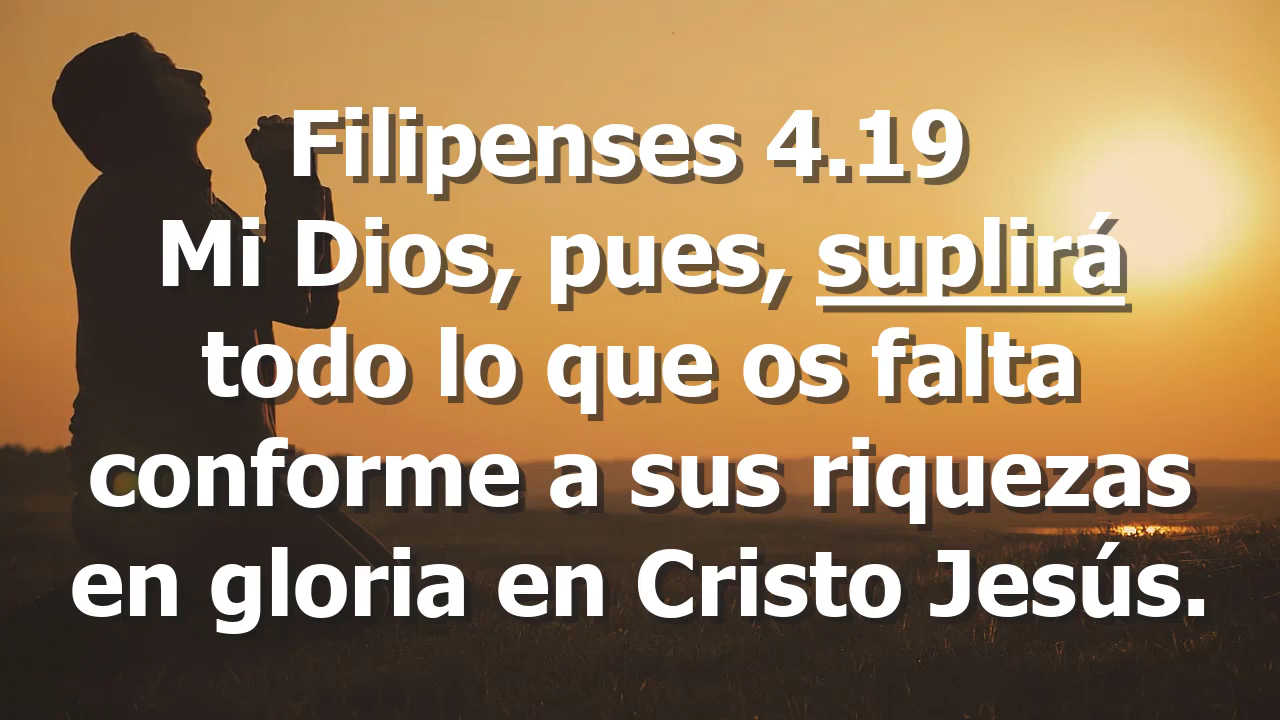 Filipenses 4.19
Mi Dios, pues, suplirá
todo lo que os falta
conforme a sus riquezas
en gloria en Cristo Jesús.